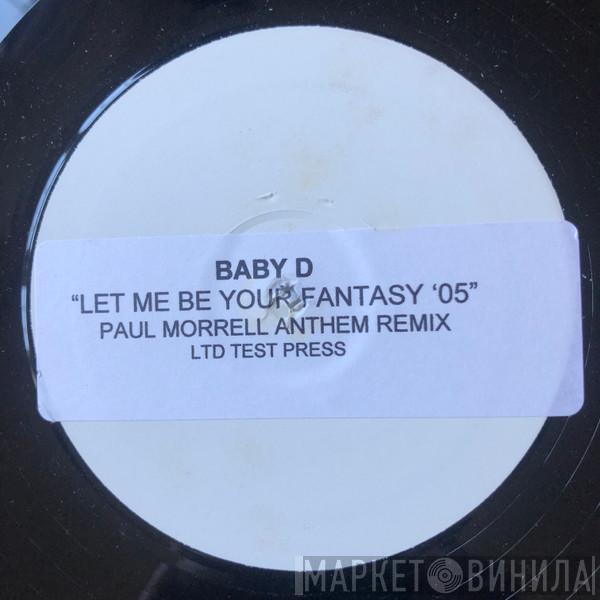 BABY D
“LET ME BE YOUR FANTASY ‘05”
PAUL MORRELL ANTHEM REMIX
LTD TEST PRESS
МАРКЕТ ВИНИЛА